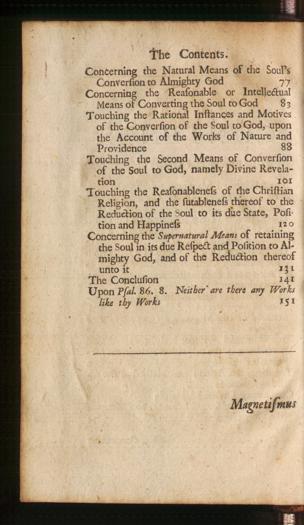 The Contents.
Concerning the Natural Means of the Soul's
Converſion to Almighty God 77
Concerning the Reaſonable or Intellectual
Means of Converting the Soul to God 83
Touching the Rational Inſtances and Motives
of the Converſion of the Soul to God, upon
the Account of the Works of Nature and
Providence 88
Touching the Second Means of Converſion
of the Soul to God, namely Divine Revela-
tion 101
Touching the Reaſonableneſs of the Chriſtian
Religion, and the ſutableneſs thereof to the
Reduction of the Soul to its due State, Poſi-
tion and Happineſs 120
Concerning the Supernatural Means of retaining
the Soul in its due Reſpect and Poſition to Al-
mighty God, and of the Reduction thereof
unto it 131
The Concluſion 141
Upon Pſal. 86. 8. Neither are there any Works
like thy Works 151
Magnetiſmus